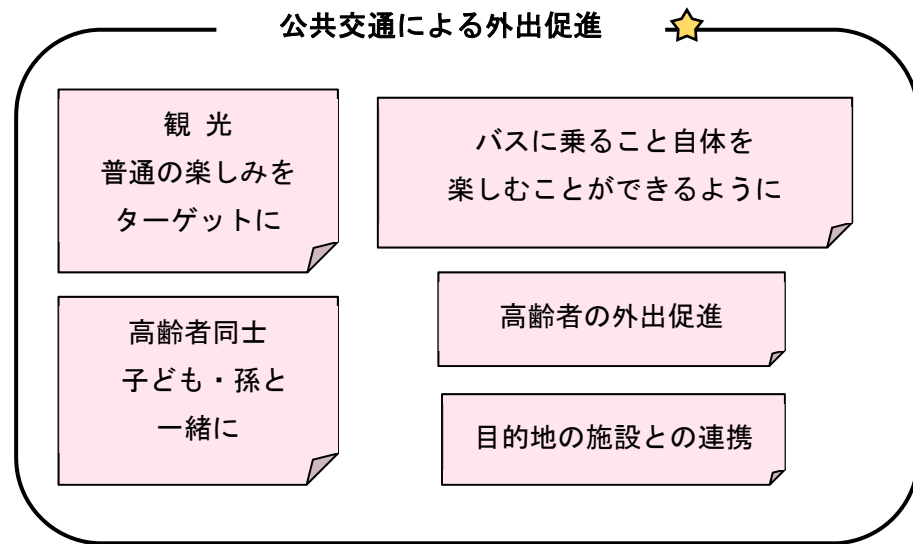 公共交通による外出促進
観 光
普通の楽しみを
ターゲットに
バスに乗ること自体を
楽しむことができるように
高齢者同士
子ども・孫と
一緒に
高齢者の外出促進
目的地の施設との連携